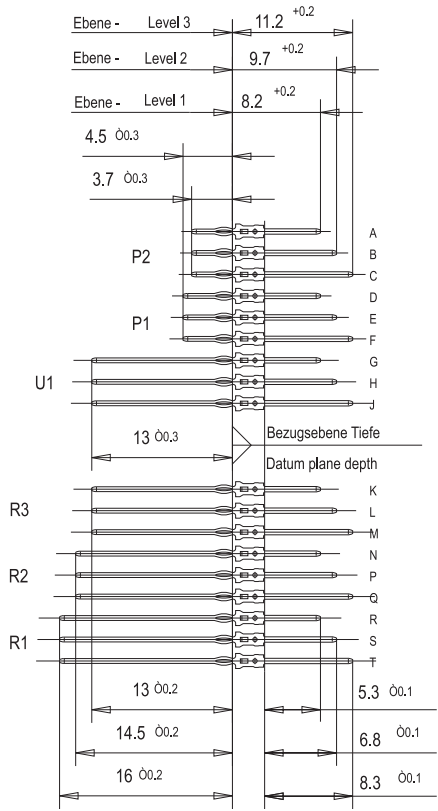 Ebene - Level 3 11.2 +0.2
Ebene - Level 2 9.7 +0.2
Ebene - Level 1 8.2 +0.2
4.5 Ò0.3
3.7 Ò0.3
A
P2 B
C
D
P1 E
F
G
U1 H
J
13 Ò0.3
Bezugsebene Tiefe
Datum plane depth
K
R3 L
M
N
R2 P
Q
R
R1 S
T
13 Ò0.2 5.3 Ò0.1
14.5 Ò0.2 6.8 Ò0.1
16 Ò0.2 8.3 Ò0.1